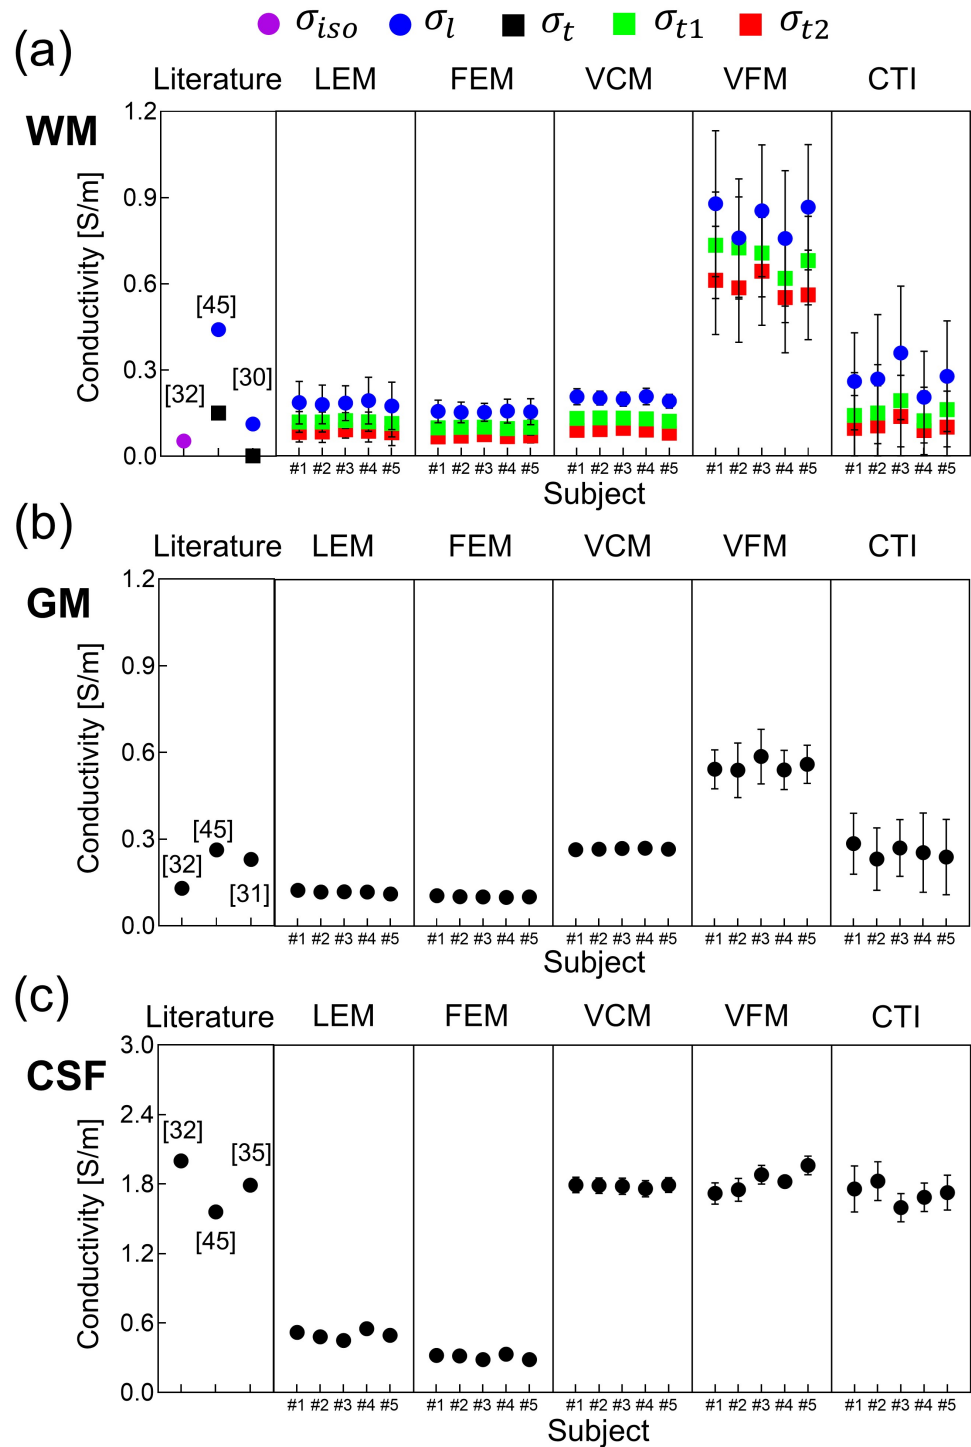 σiso σl σt σt1 σt2
(a)
Literature LEM FEM VCM VFM CTI
WM
Conductivity [S/m]
1.2
0.9
0.6
0.3
0.0
[45]
[32]
[30]
#1 #2 #3 #4 #5 #1 #2 #3 #4 #5 #1 #2 #3 #4 #5 #1 #2 #3 #4 #5 #1 #2 #3 #4 #5
Subject
(b)
Literature LEM FEM VCM VFM CTI
GM
Conductivity [S/m]
1.2
0.9
0.6
0.3
0.0
[45]
[32]
[31]
#1 #2 #3 #4 #5 #1 #2 #3 #4 #5 #1 #2 #3 #4 #5 #1 #2 #3 #4 #5 #1 #2 #3 #4 #5
Subject
(c)
Literature LEM FEM VCM VFM CTI
CSF
Conductivity [S/m]
3.0
2.4
1.8
1.2
0.6
0.0
[32]
[35]
[45]
#1 #2 #3 #4 #5 #1 #2 #3 #4 #5 #1 #2 #3 #4 #5 #1 #2 #3 #4 #5 #1 #2 #3 #4 #5
Subject